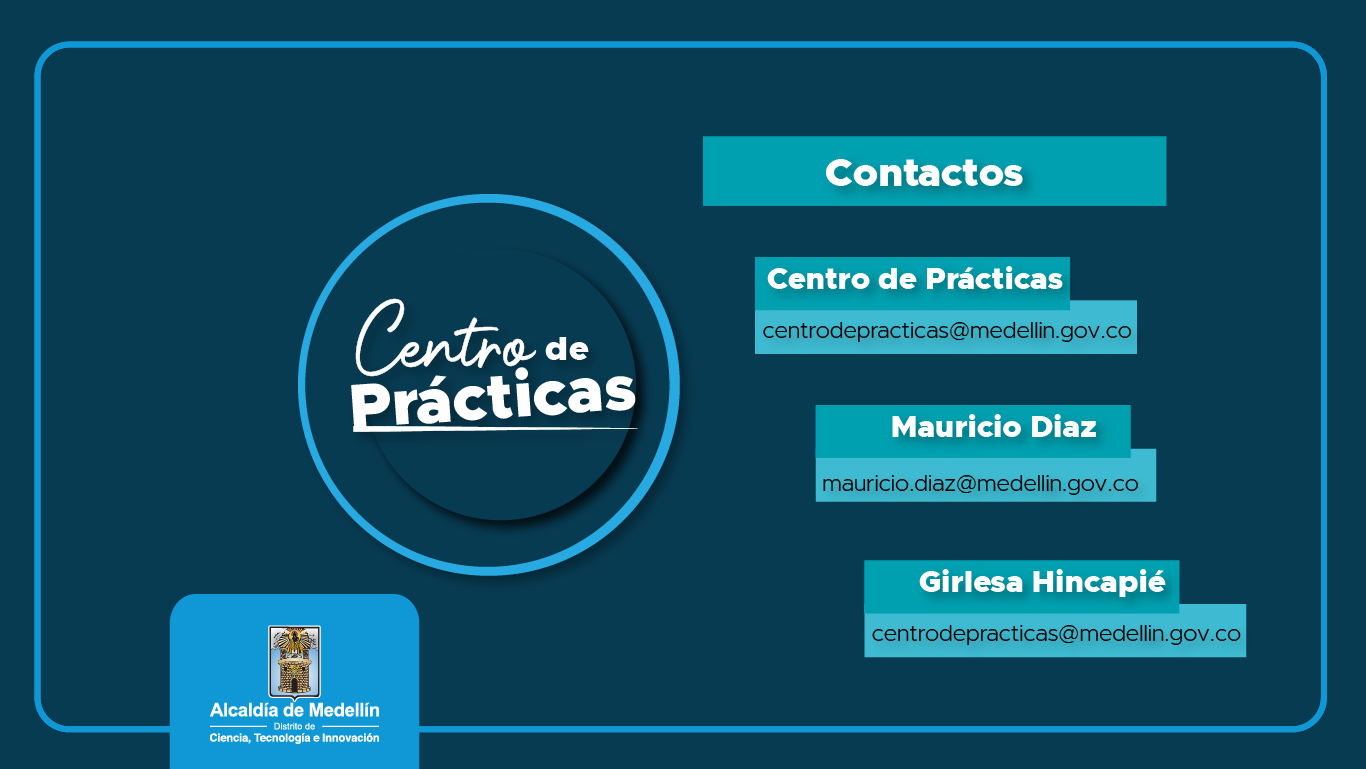 Contactos
Centro de Prácticas
centrodepracticas@medellin.gov.co
Mauricio Diaz
mauricio.diaz@medellin.gov.co
Girlesa Hincapié
centrodepracticas@medellin.gov.co
Centro de
Prácticas
Alcaldía de Medellín
Distrito de
Ciencia, Tecnología e Innovación